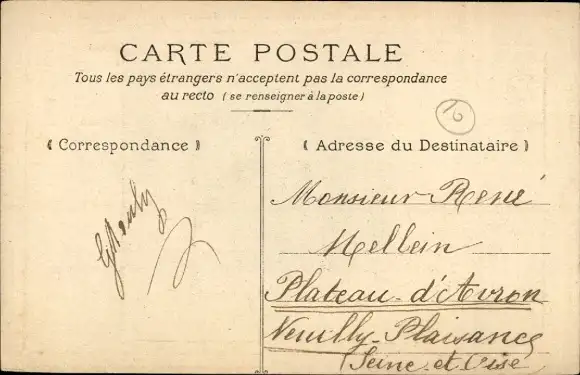 CARTE POSTALE
Tous les pays étrangers n'acceptent pas la correspondance
au recto (se renseigner à la poste)
12
Correspondance
Adresse du Destinataire
Monsieur René
Mellein
Plateau-d'Avron
Neuilly-Plaisance
(Seine et Oise